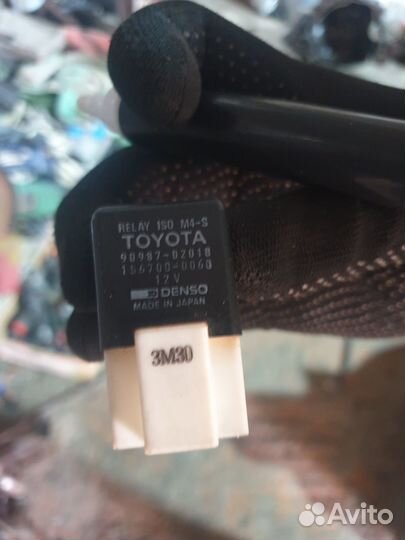 RELAY ISO M4-S
TOYOTA
90987-02018
156700-0060
12V
DENSO
MADE IN JAPAN
3M30
Avito